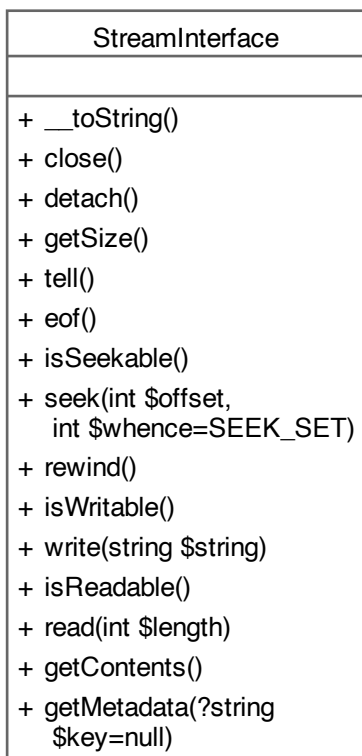 StreamInterface
+ __toString()
+ close()
+ detach()
+ getSize()
+ tell()
+ eof()
+ isSeekable()
+ seek(int $offset,
int $whence=SEEK_SET)
+ rewind()
+ isWritable()
+ write(string $string)
+ isReadable()
+ read(int $length)
+ getContents()
+ getMetadata(?string
$key=null)